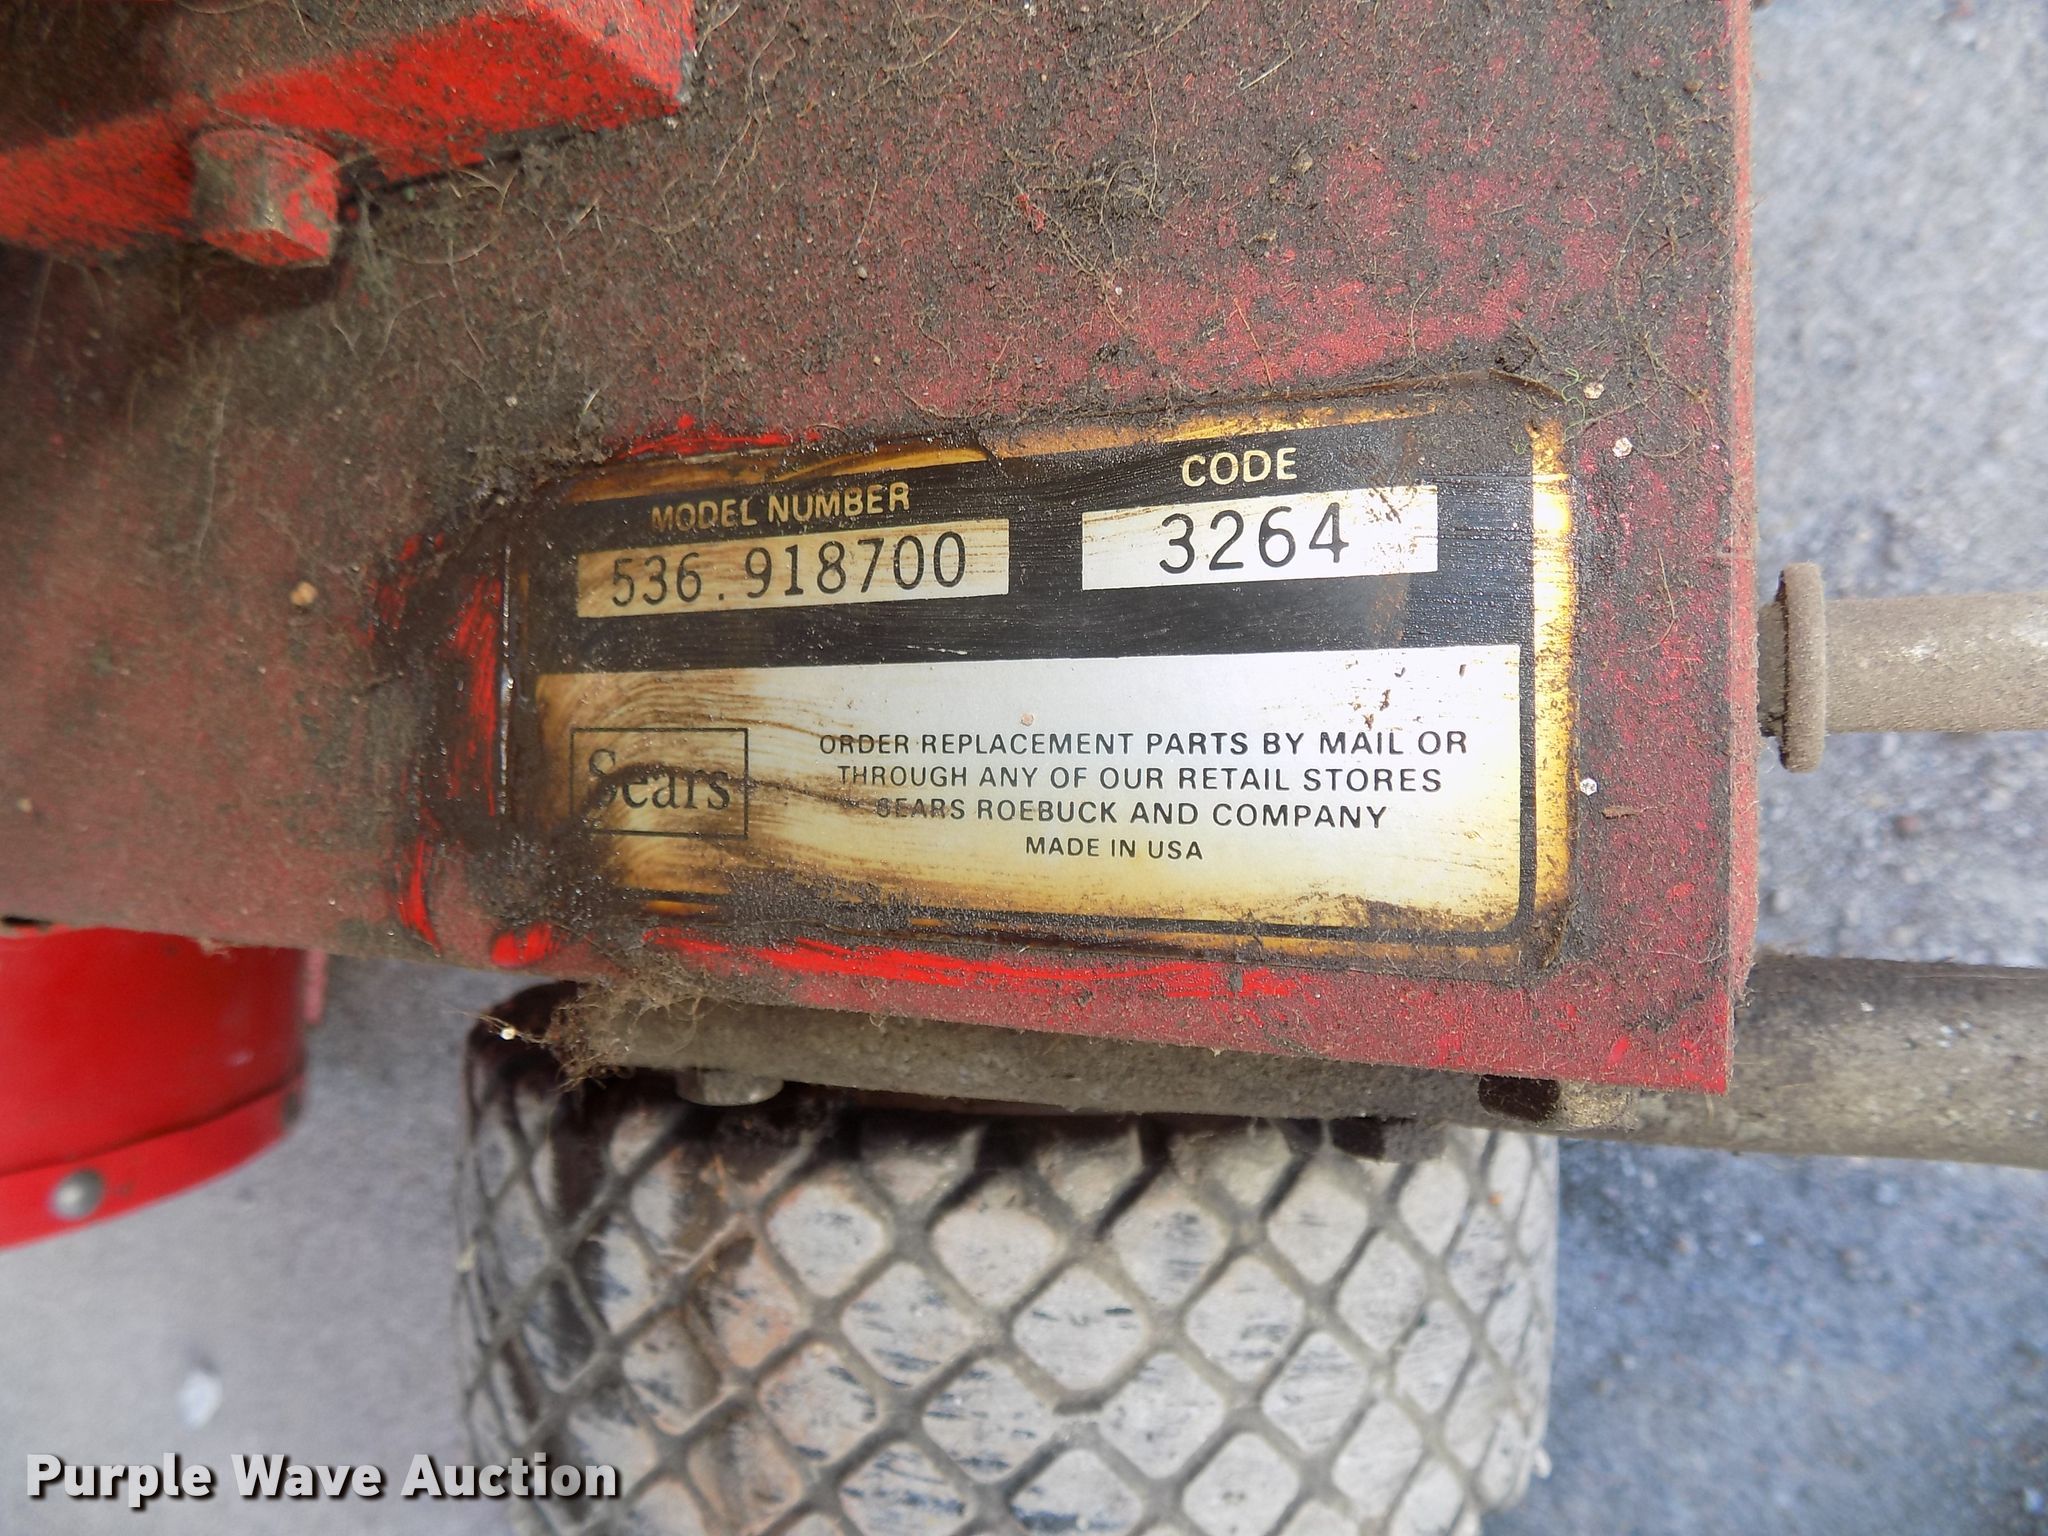 MODEL NUMBER CODE
536.918700 3264
Sears
ORDER REPLACEMENT PARTS BY MAIL OR
THROUGH ANY OF OUR RETAIL STORES
SEARS ROEBUCK AND COMPANY
MADE IN USA
Purple Wave Auction